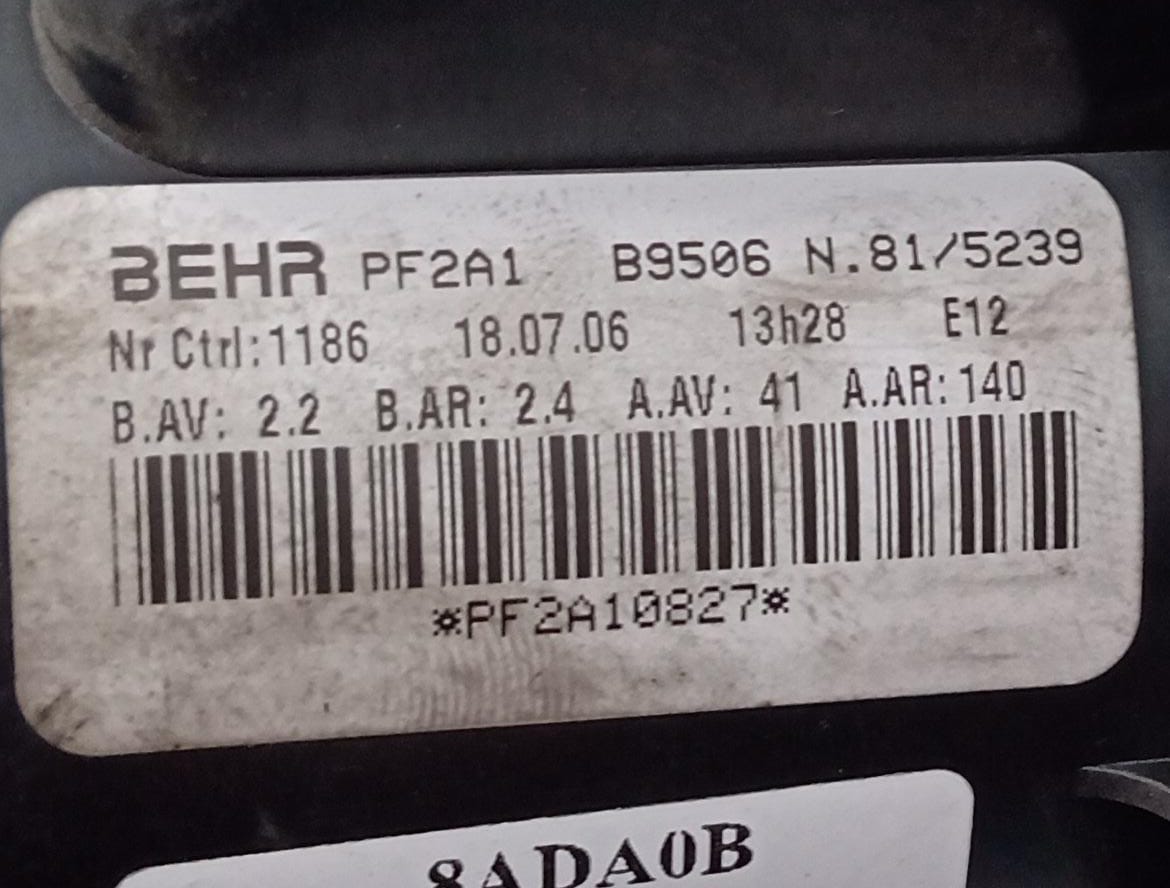 BEHR PF2A1 B9506 N.81/5239
Nr Ctrl:1186 18.07.06 13h28 E12
B.AV: 2.2 B.AR: 2.4 A.AV: 41 A.AR: 140
*PF2A10827*
8ADA0B